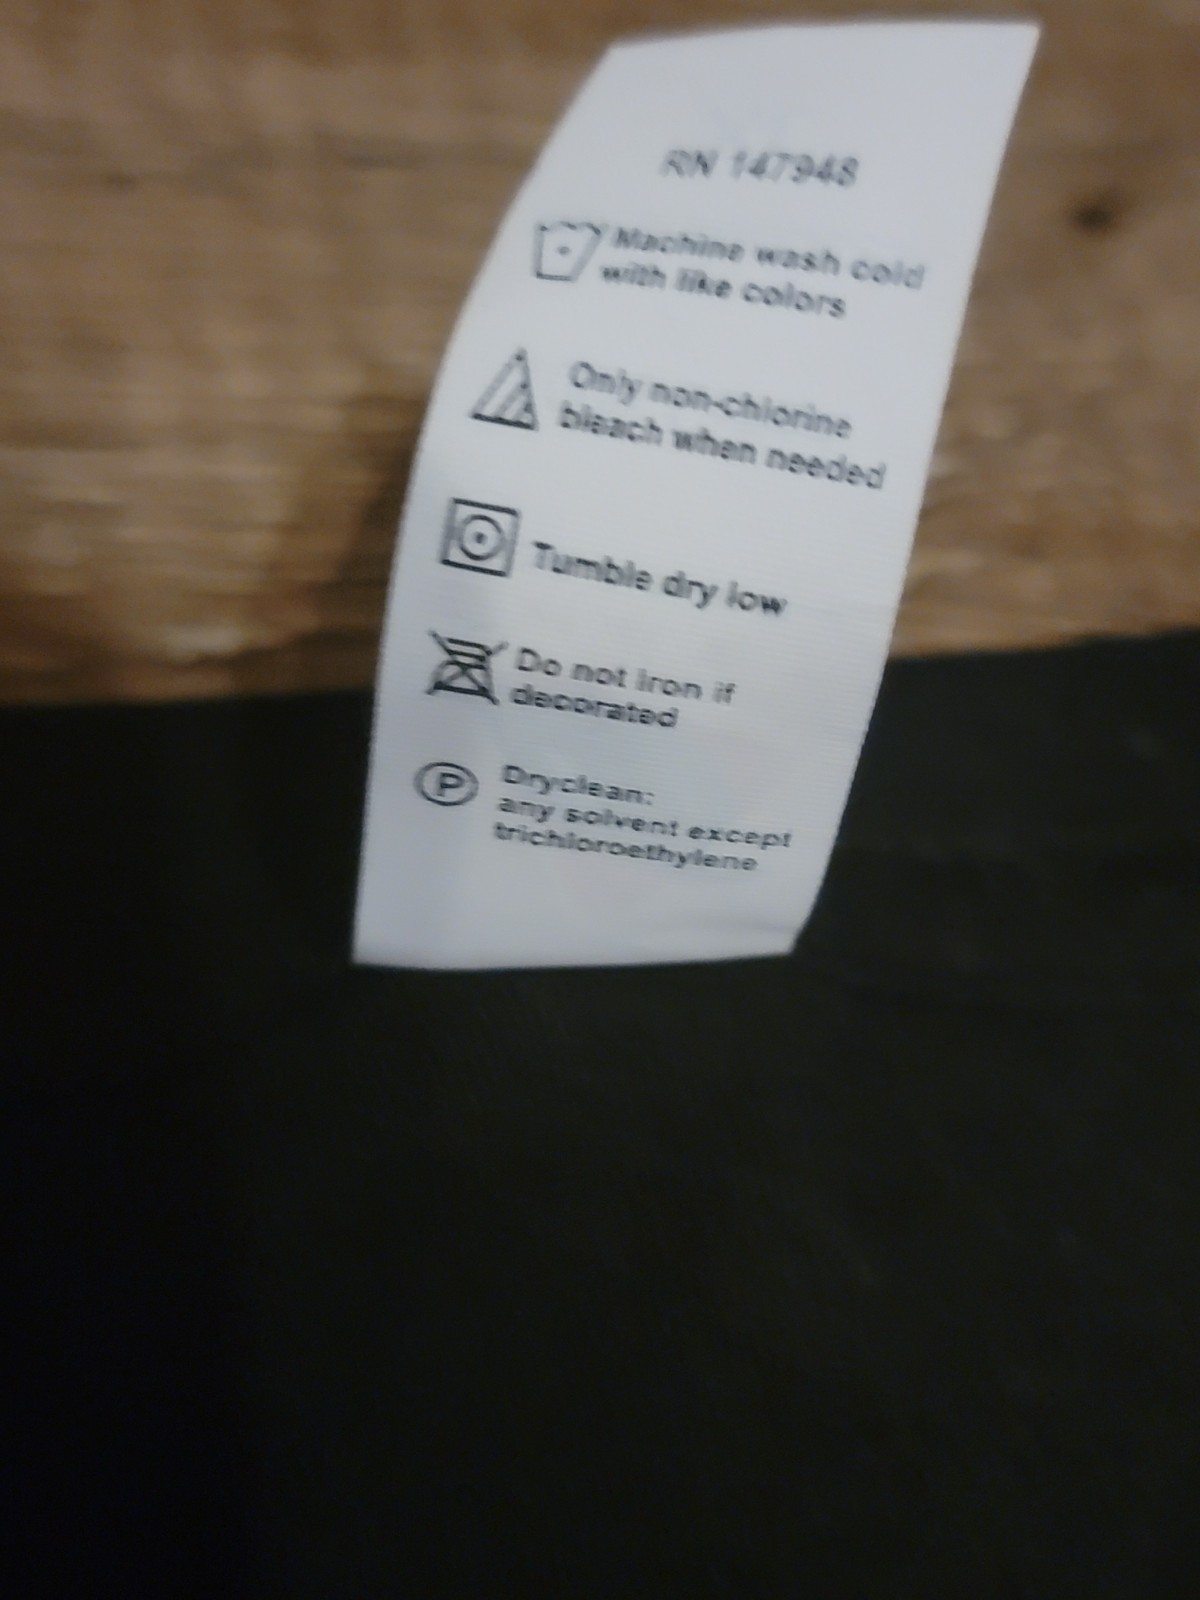 RN 147948
Machine wash cold
with like colors
Only non-chlorine
bleach when needed
Tumble dry low
Do not iron if
decorated
P
Dryclean:
any solvent except
trichloroethylene